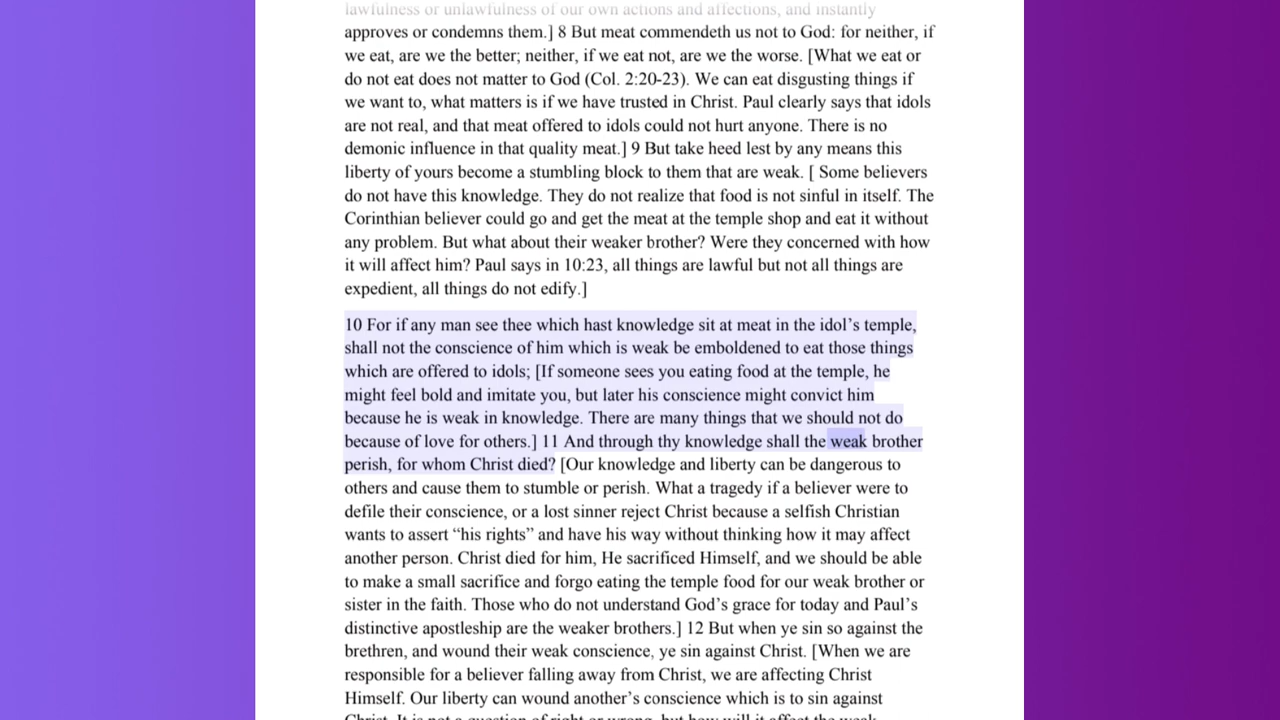 lawfulness or unlawfulness of our own actions and affections, and instantly
approves or condemns them.] 8 But meat commendeth us not to God: for neither, if
we eat, are we the better; neither, if we eat not, are we the worse. [What we eat or
do not eat does not matter to God (Col. 2:20-23). We can eat disgusting things if
we want to, what matters is if we have trusted in Christ. Paul clearly says that idols
are not real, and that meat offered to idols could not hurt anyone. There is no
demonic influence in that quality meat.] 9 But take heed lest by any means this
liberty of yours become a stumbling block to them that are weak. [ Some believers
do not have this knowledge. They do not realize that food is not sinful in itself. The
Corinthian believer could go and get the meat at the temple shop and eat it without
any problem. But what about their weaker brother? Were they concerned with how
it will affect him? Paul says in 10:23, all things are lawful but not all things are
expedient, all things do not edify.]
10 For if any man see thee which hast knowledge sit at meat in the idol’s temple,
shall not the conscience of him which is weak be emboldened to eat those things
which are offered to idols; [If someone sees you eating food at the temple, he
might feel bold and imitate you, but later his conscience might convict him
because he is weak in knowledge. There are many things that we should not do
because of love for others.] 11 And through thy knowledge shall the weak brother
perish, for whom Christ died? [Our knowledge and liberty can be dangerous to
others and cause them to stumble or perish. What a tragedy if a believer were to
defile their conscience, or a lost sinner reject Christ because a selfish Christian
wants to assert “his rights” and have his way without thinking how it may affect
another person. Christ died for him, He sacrificed Himself, and we should be able
to make a small sacrifice and forgo eating the temple food for our weak brother or
sister in the faith. Those who do not understand God’s grace for today and Paul’s
distinctive apostleship are the weaker brothers.] 12 But when ye sin so against the
brethren, and wound their weak conscience, ye sin against Christ. [When we are
responsible for a believer falling away from Christ, we are affecting Christ
Himself. Our liberty can wound another’s conscience which is to sin against
Christ. It is not a question of right or wrong, but how will it affect the weak